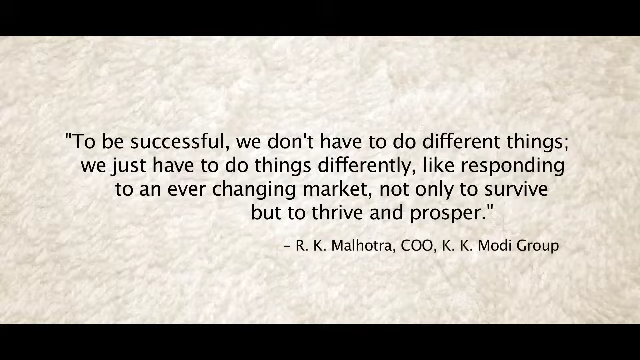 "To be successful, we don't have to do different things;
we just have to do things differently, like responding
to an ever changing market, not only to survive
but to thrive and prosper."
– R. K. Malhotra, COO, K. K. Modi Group